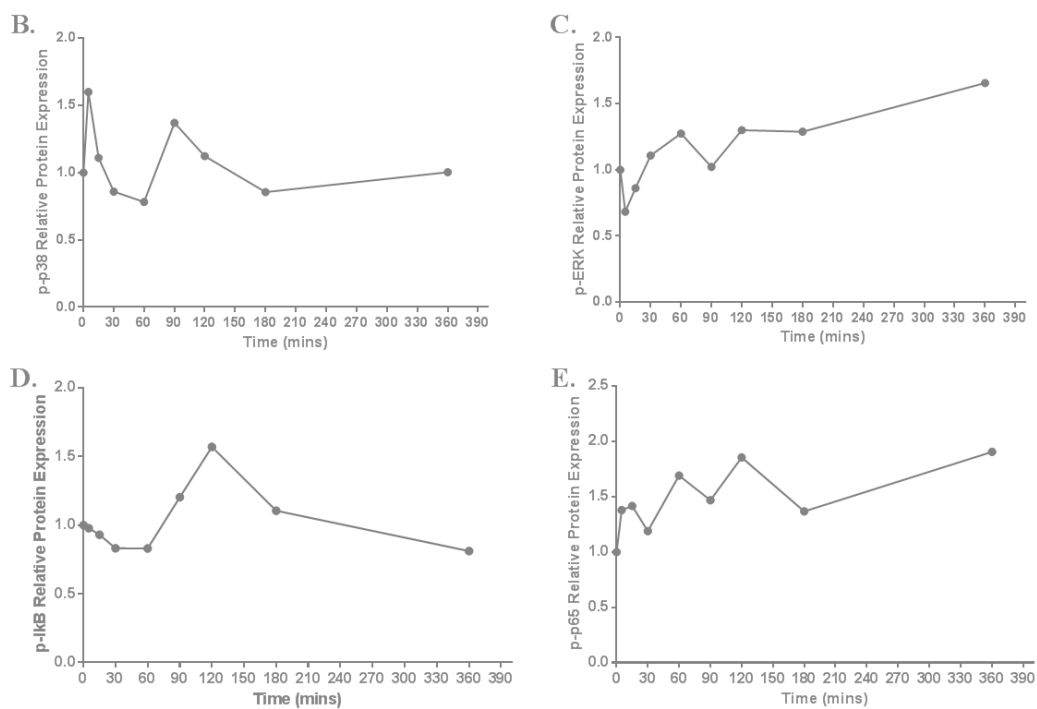 B.
p-p38 Relative Protein Expression
2.0
1.5
1.0
0.5
0.0
0 30 60 90 120 150 180 210 240 270 300 330 360 390
Time (mins)
C.
p-ERK Relative Protein Expression
2.0
1.5
1.0
0.5
0.0
0 30 60 90 120 150 180 210 240 270 300 330 360 390
Time (mins)
D.
p-IkB Relative Protein Expression
2.0
1.5
1.0
0.5
0.0
0 30 60 90 120 150 180 210 240 270 300 330 360 390
Time (mins)
E.
p-p65 Relative Protein Expression
2.5
2.0
1.5
1.0
0.5
0.0
0 30 60 90 120 150 180 210 240 270 300 330 360 390
Time (mins)